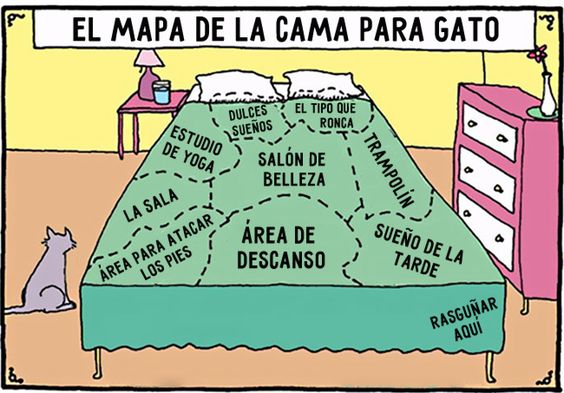 EL MAPA DE LA CAMA PARA GATO
DULCES
SUEÑOS
EL TIPO QUE
RONCA
ESTUDIO
DE YOGA
SALÓN DE
BELLEZA
TRAMPOLÍN
LA SALA
ÁREA PARA ATACAR
LOS PIES
ÁREA DE
DESCANSO
SUEÑO DE LA
TARDE
RASGUÑAR
AQUÍ